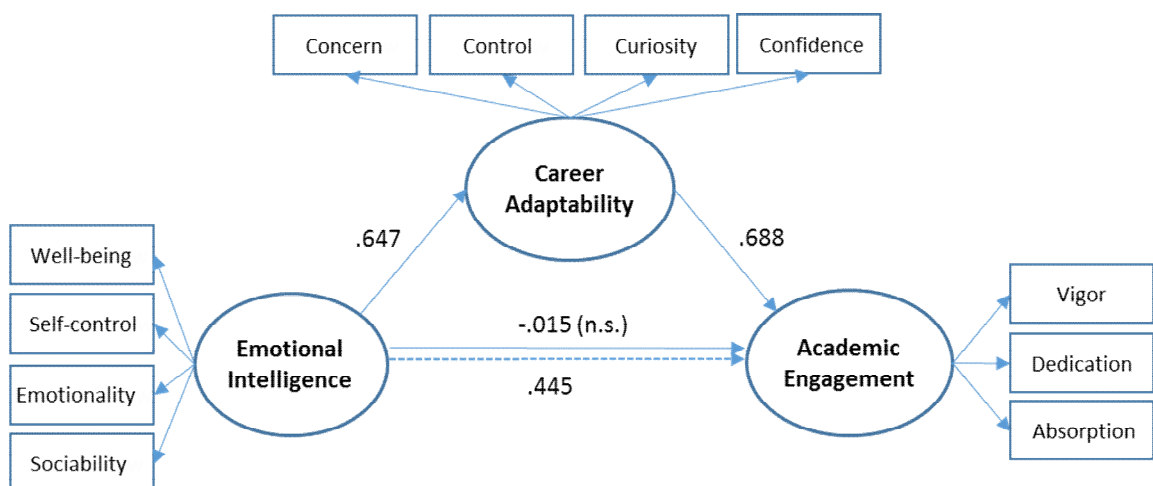 Concern
Control
Curiosity
Confidence
Career
Adaptability
.647
.688
Well-being
Self-control
Emotionality
Sociability
Emotional
Intelligence
-.015 (n.s.)
.445
Academic
Engagement
Vigor
Dedication
Absorption